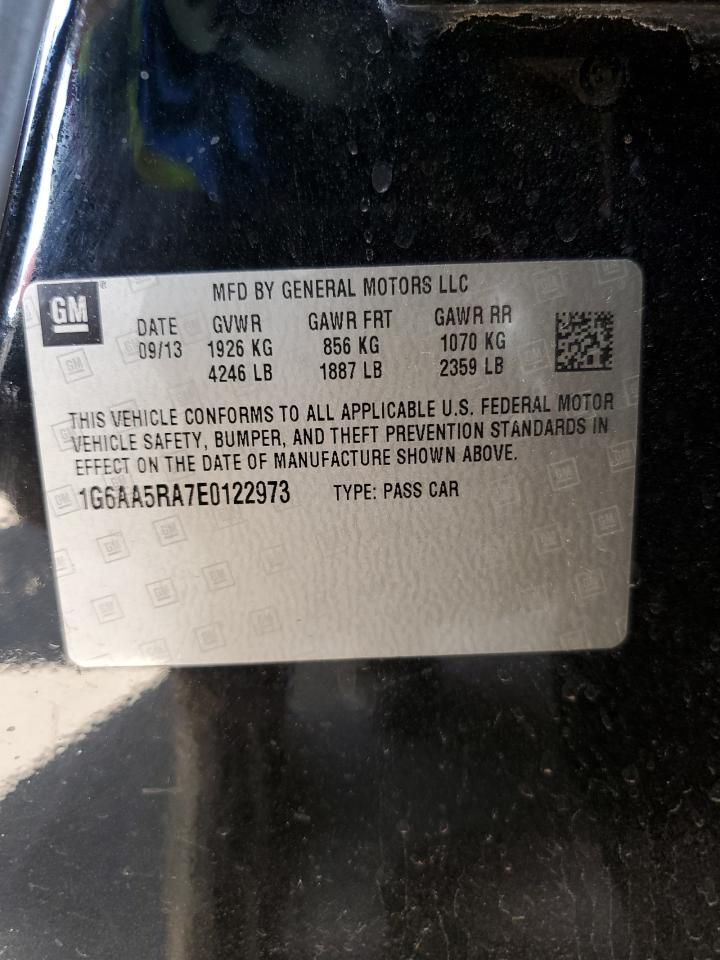 GM
MFD BY GENERAL MOTORS LLC
DATE GVWR GAWR FRT GAWR RR
09/13 1926 KG 856 KG 1070 KG
4246 LB 1887 LB 2359 LB
THIS VEHICLE CONFORMS TO ALL APPLICABLE U.S. FEDERAL MOTOR
VEHICLE SAFETY, BUMPER, AND THEFT PREVENTION STANDARDS IN
EFFECT ON THE DATE OF MANUFACTURE SHOWN ABOVE.
1G6AA5RA7E0122973 TYPE: PASS CAR